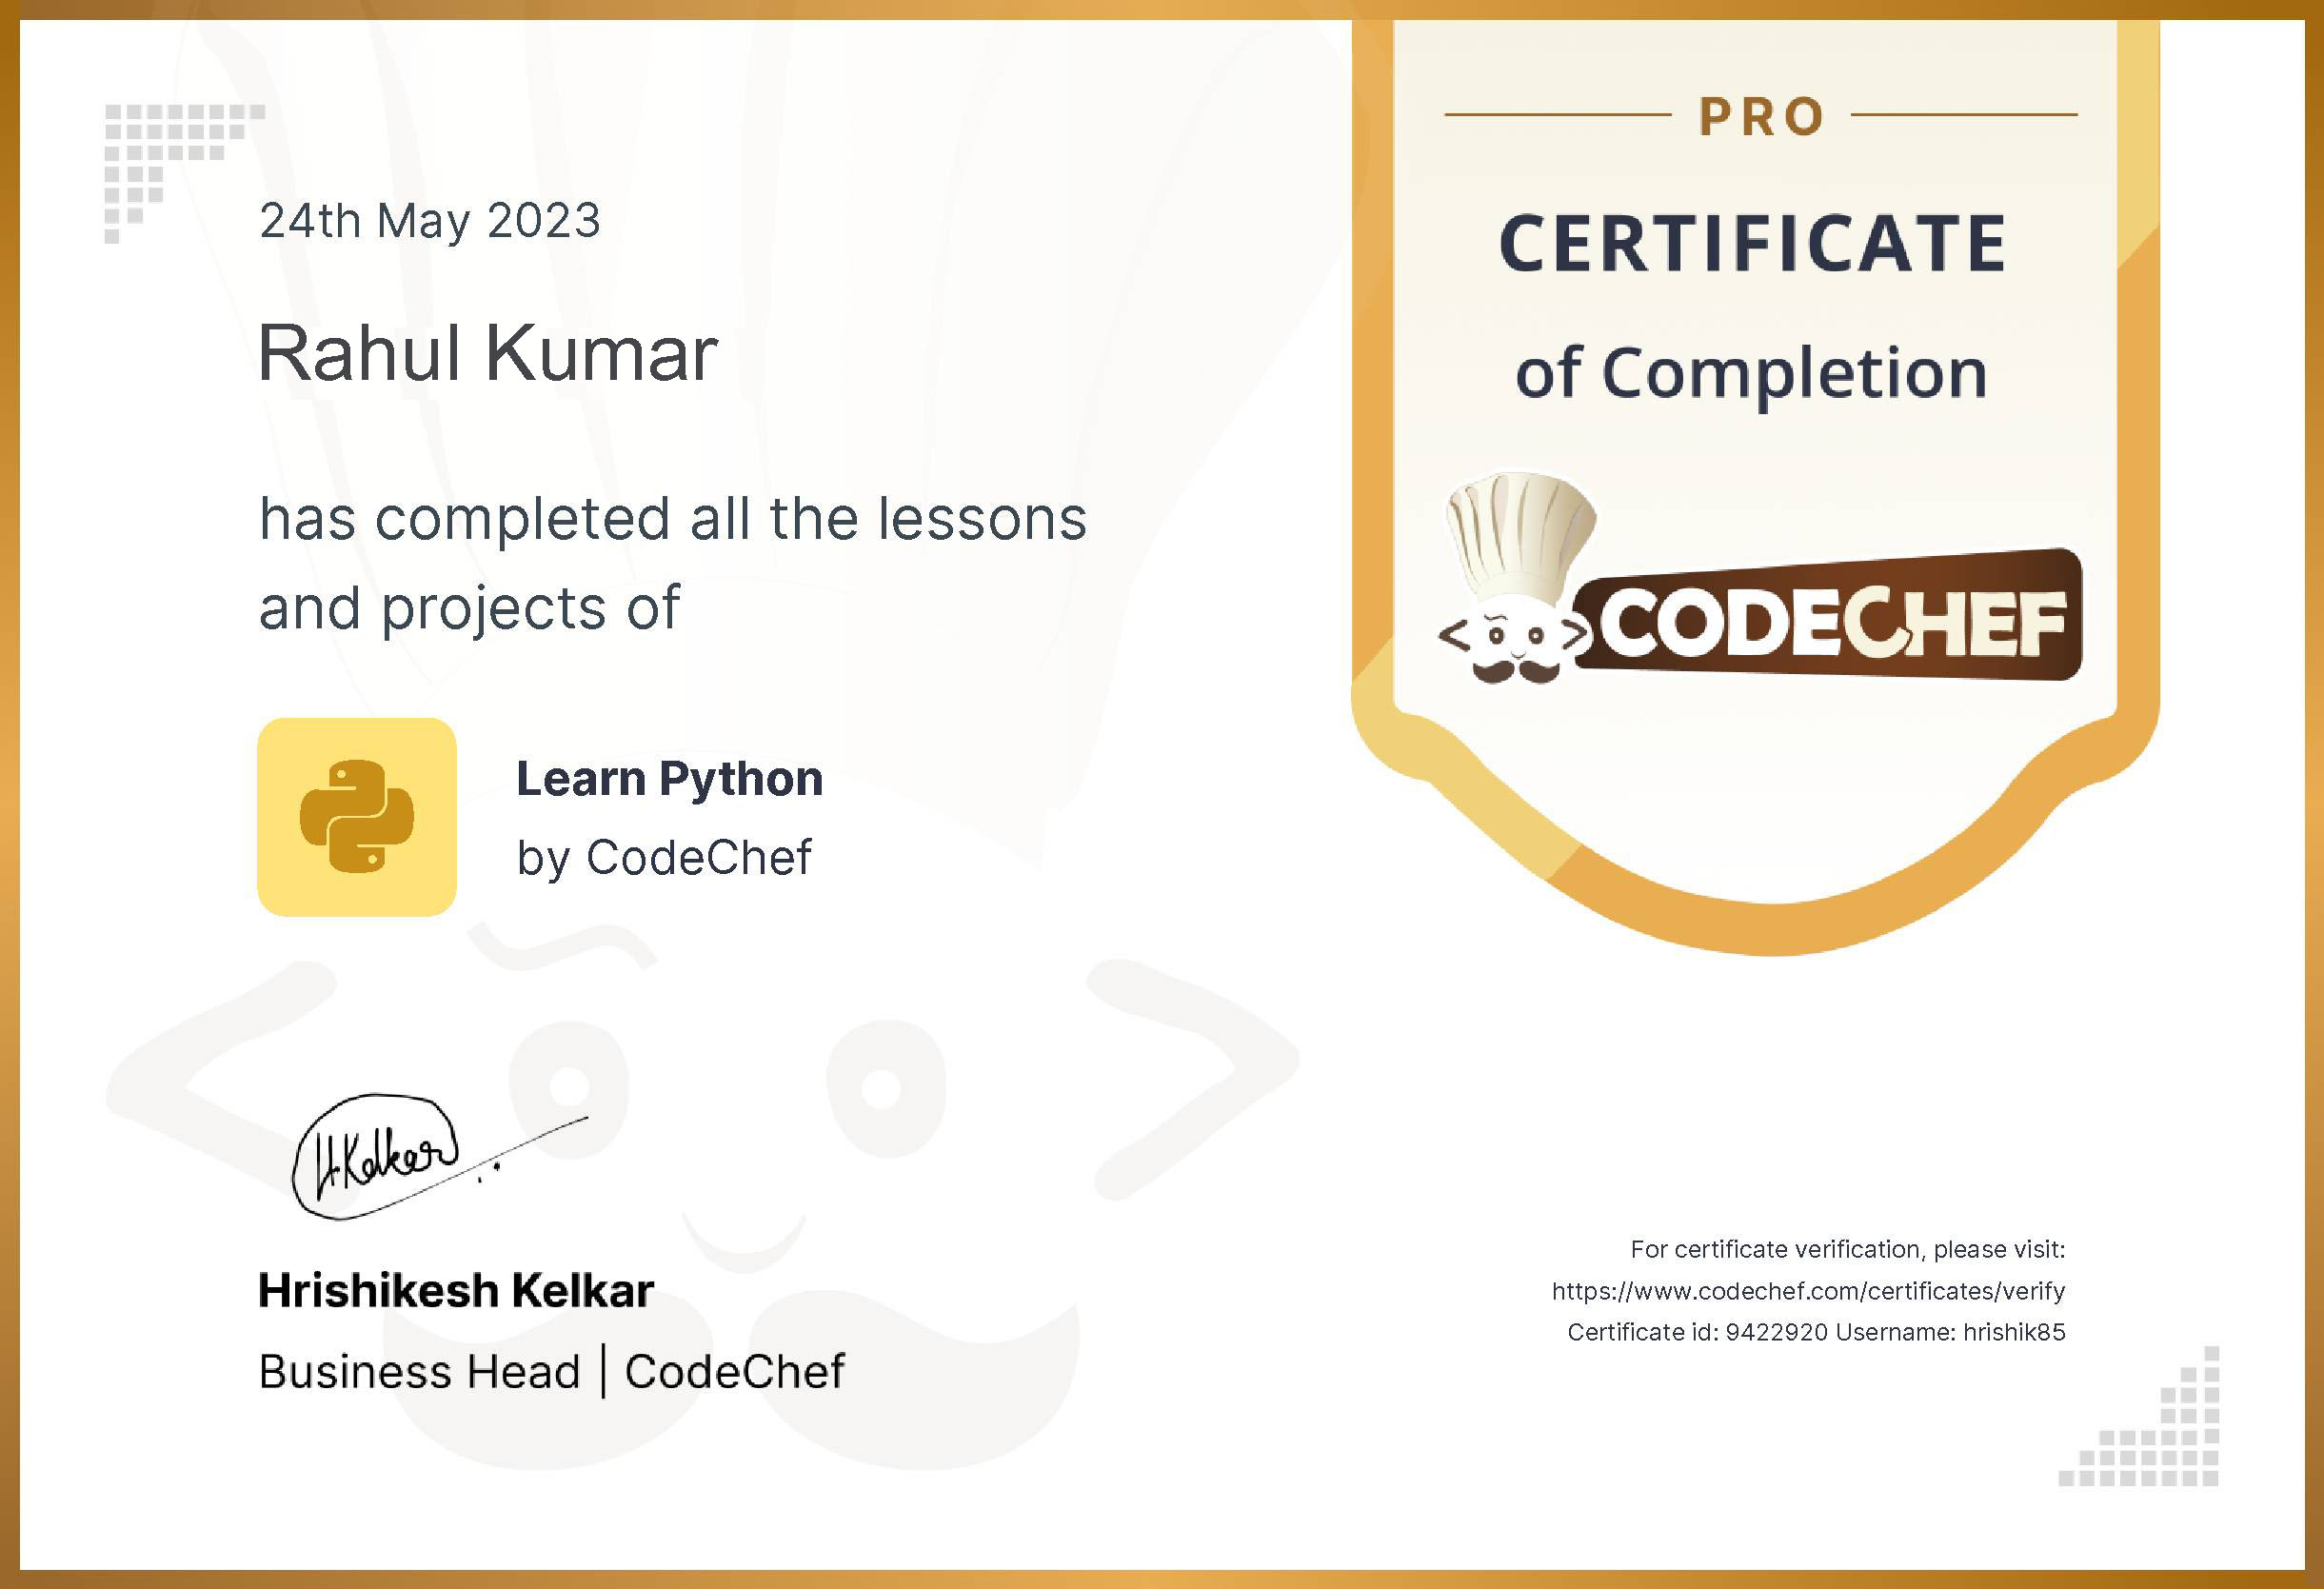 24th May 2023
Rahul Kumar
has completed all the lessons
and projects of
Learn Python
by CodeChef
HKelkar
Hrishikesh Kelkar
Business Head | CodeChef
PRO
CERTIFICATE
of Completion
CODECHEF
For certificate verification, please visit:
https://www.codechef.com/certificates/verify
Certificate id: 9422920 Username: hrishik85